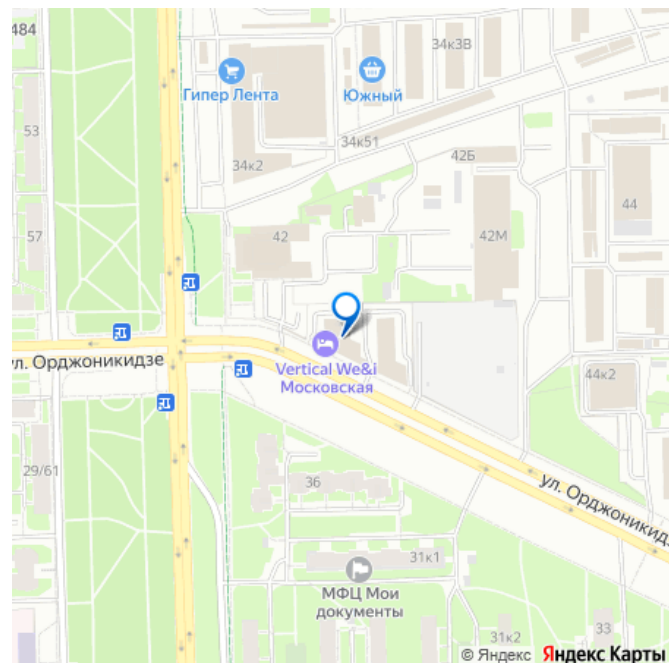 484
34к3В
Гипер Лента
Южный
53
34к51
34к2
42Б
44
57
42
42М
ул. Орджоникидзе
Vertical We&i
Московская
44к2
29/61
36
ул. Орджоникидз
31к1
МФЦ Мои
документы
31к2
33
© Яндекс Яндекс Карты